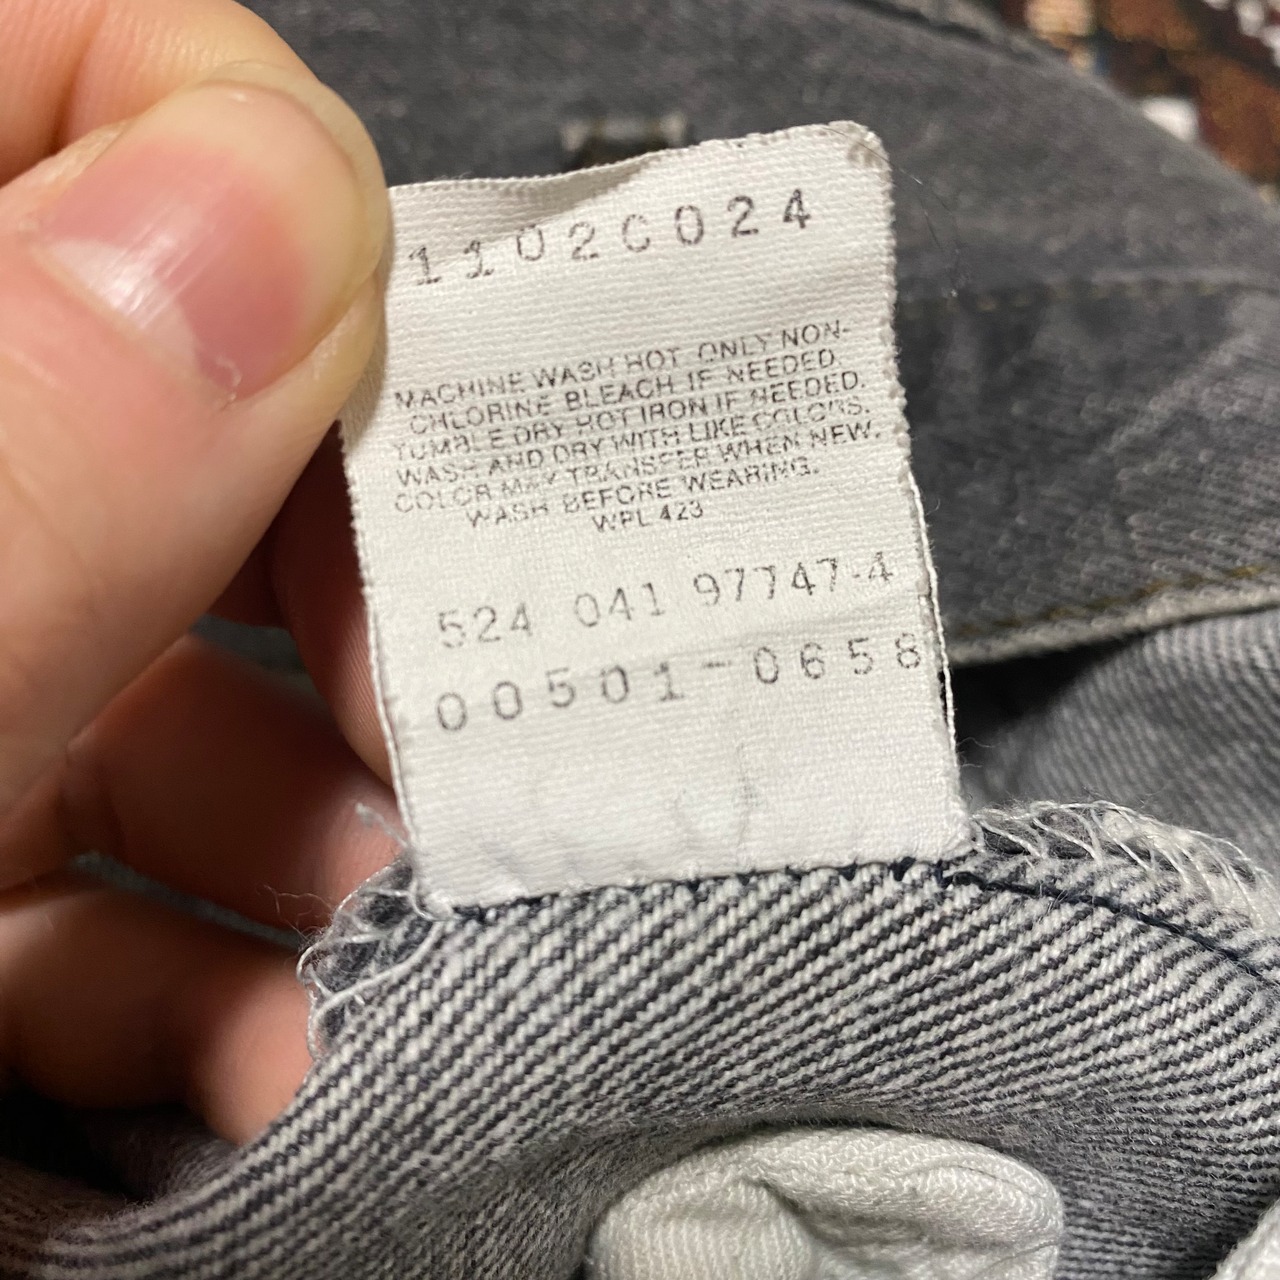 1102C024
MACHINE WASH HOT ONLY NON-
CHLORINE BLEACH IF NEEDED.
TUMBLE DRY HOT IRON IF NEEDED.
WASH AND DRY WITH LIKE COLORS.
COLOR MAY TRANSFER WHEN NEW.
WASH BEFORE WEARING.
WPL 423
524 041 97747-4
00501-0658